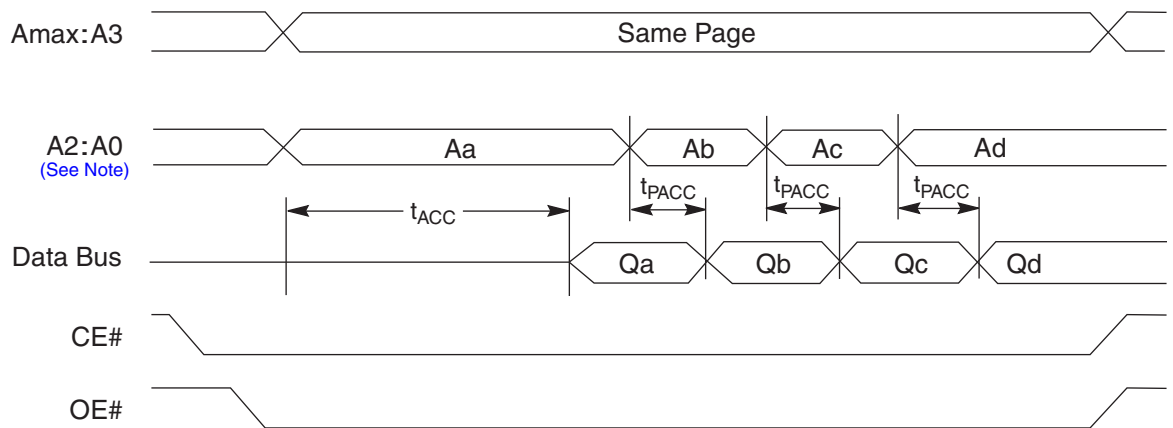 Amax:A3
Same Page
A2:A0
(See Note)
Aa
Ab
Ac
Ad
tACC
tPACC
tPACC
tPACC
Data Bus
Qa
Qb
Qc
Qd
CE#
OE#